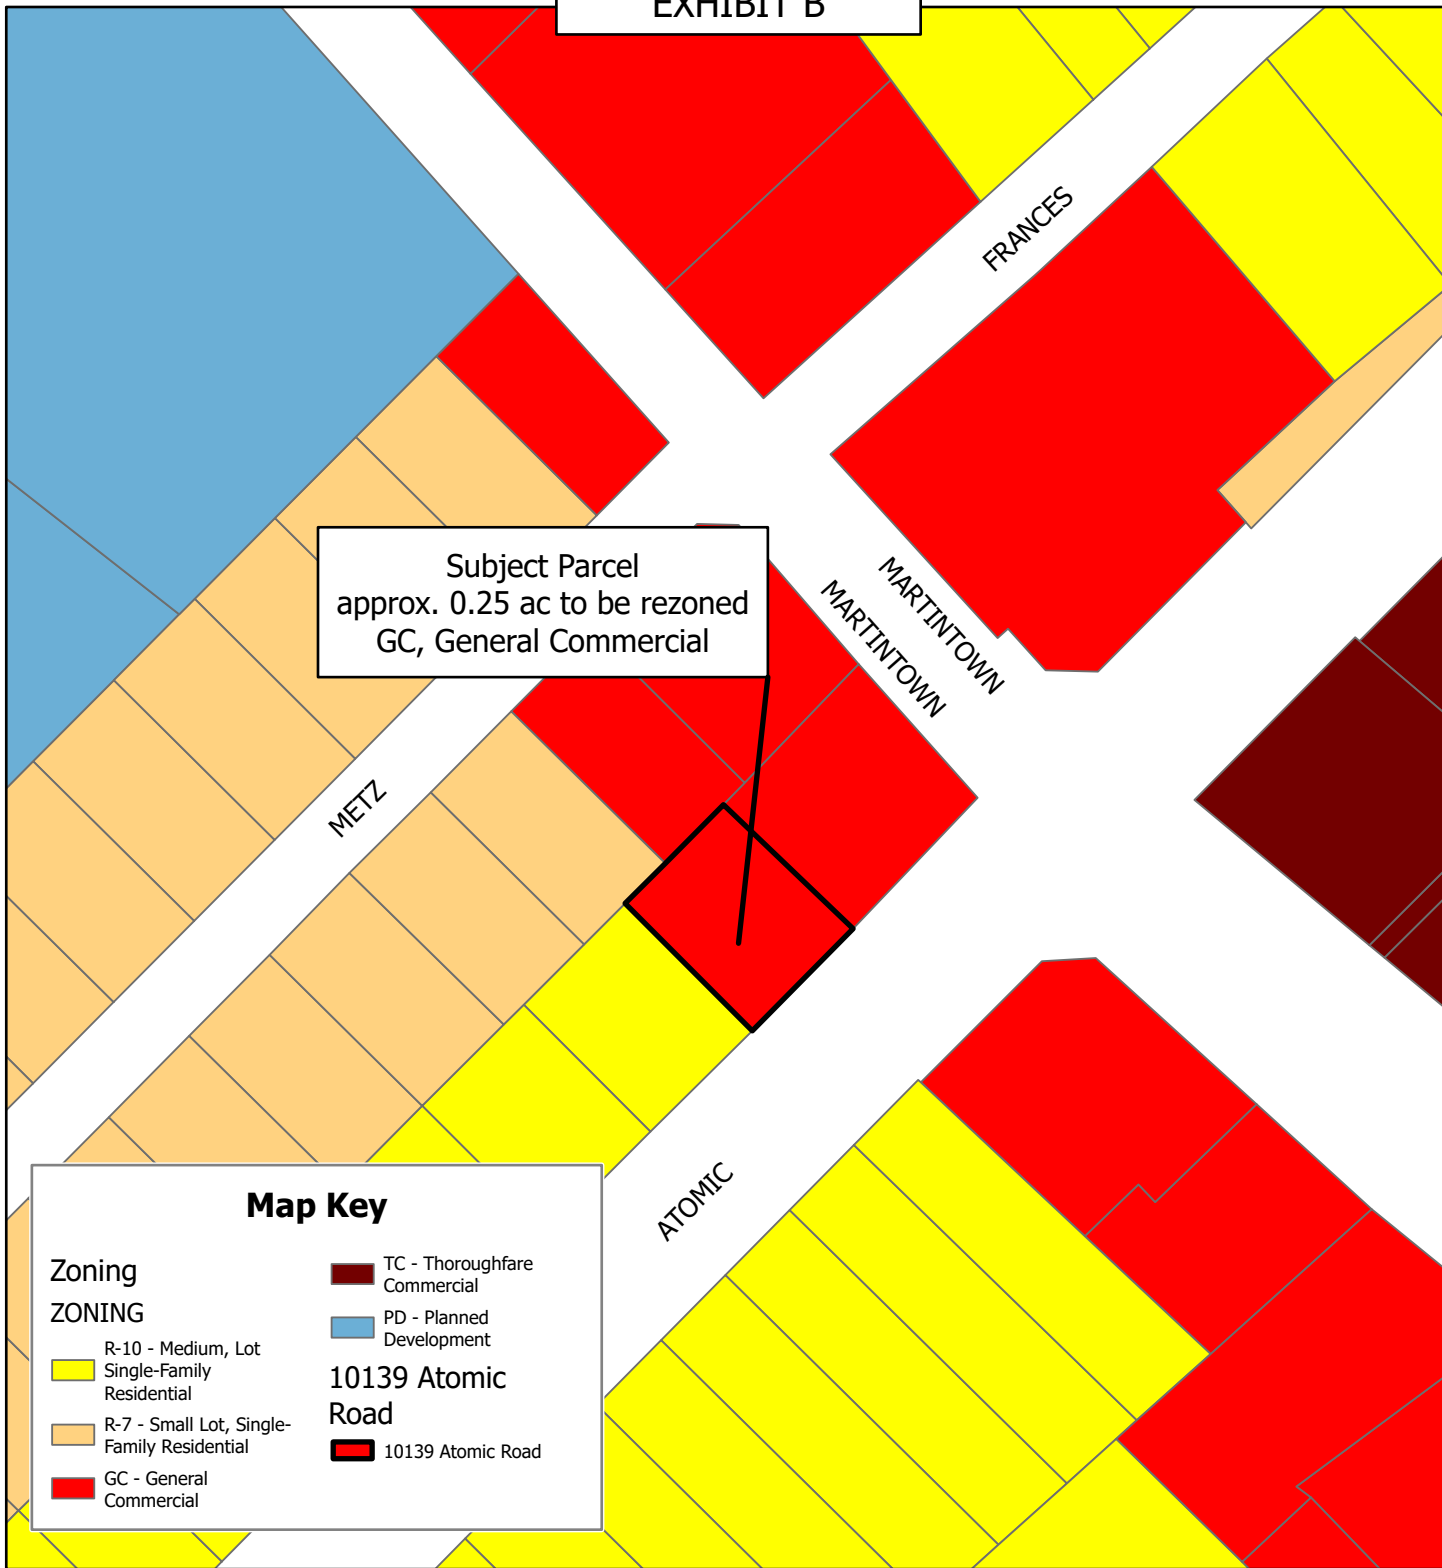 EXHIBIT B
FRANCES
Subject Parcel
approx. 0.25 ac to be rezoned
GC, General Commercial
MARTINTOWN
MARTINTOWN
METZ
ATOMIC
Map Key
Zoning
ZONING
R-10 - Medium, Lot
Single-Family
Residential
R-7 - Small Lot, Single-
Family Residential
GC - General
Commercial
TC - Thoroughfare
Commercial
PD - Planned
Development
10139 Atomic
Road
10139 Atomic Road